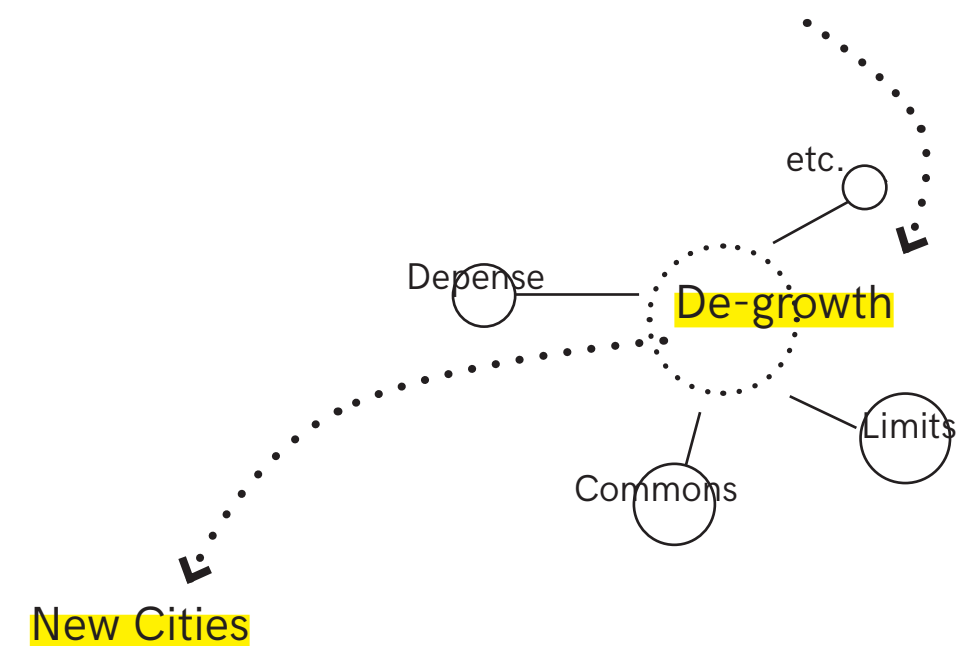 etc.
Depense
De-growth
Limits
Commons
New Cities